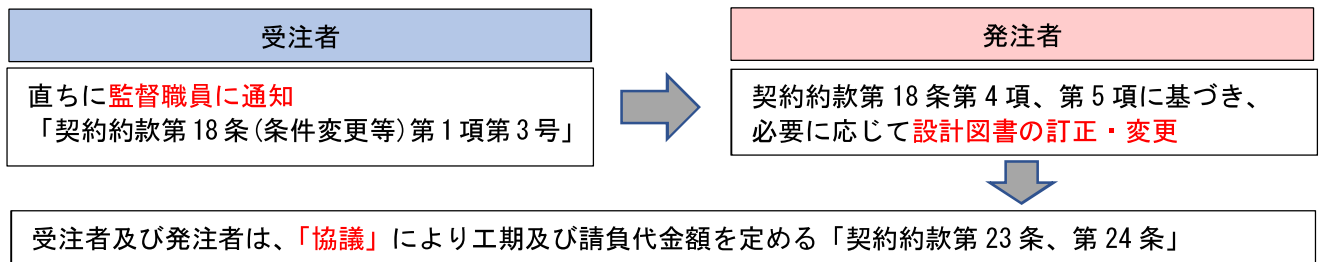 受注者
直ちに監督職員に通知
「契約約款第18条(条件変更等)第1項第3号」
発注者
契約約款第18条第4項、第5項に基づき、
必要に応じて設計図書の訂正・変更
受注者及び発注者は、「協議」により工期及び請負代金額を定める「契約約款第23条、第24条」